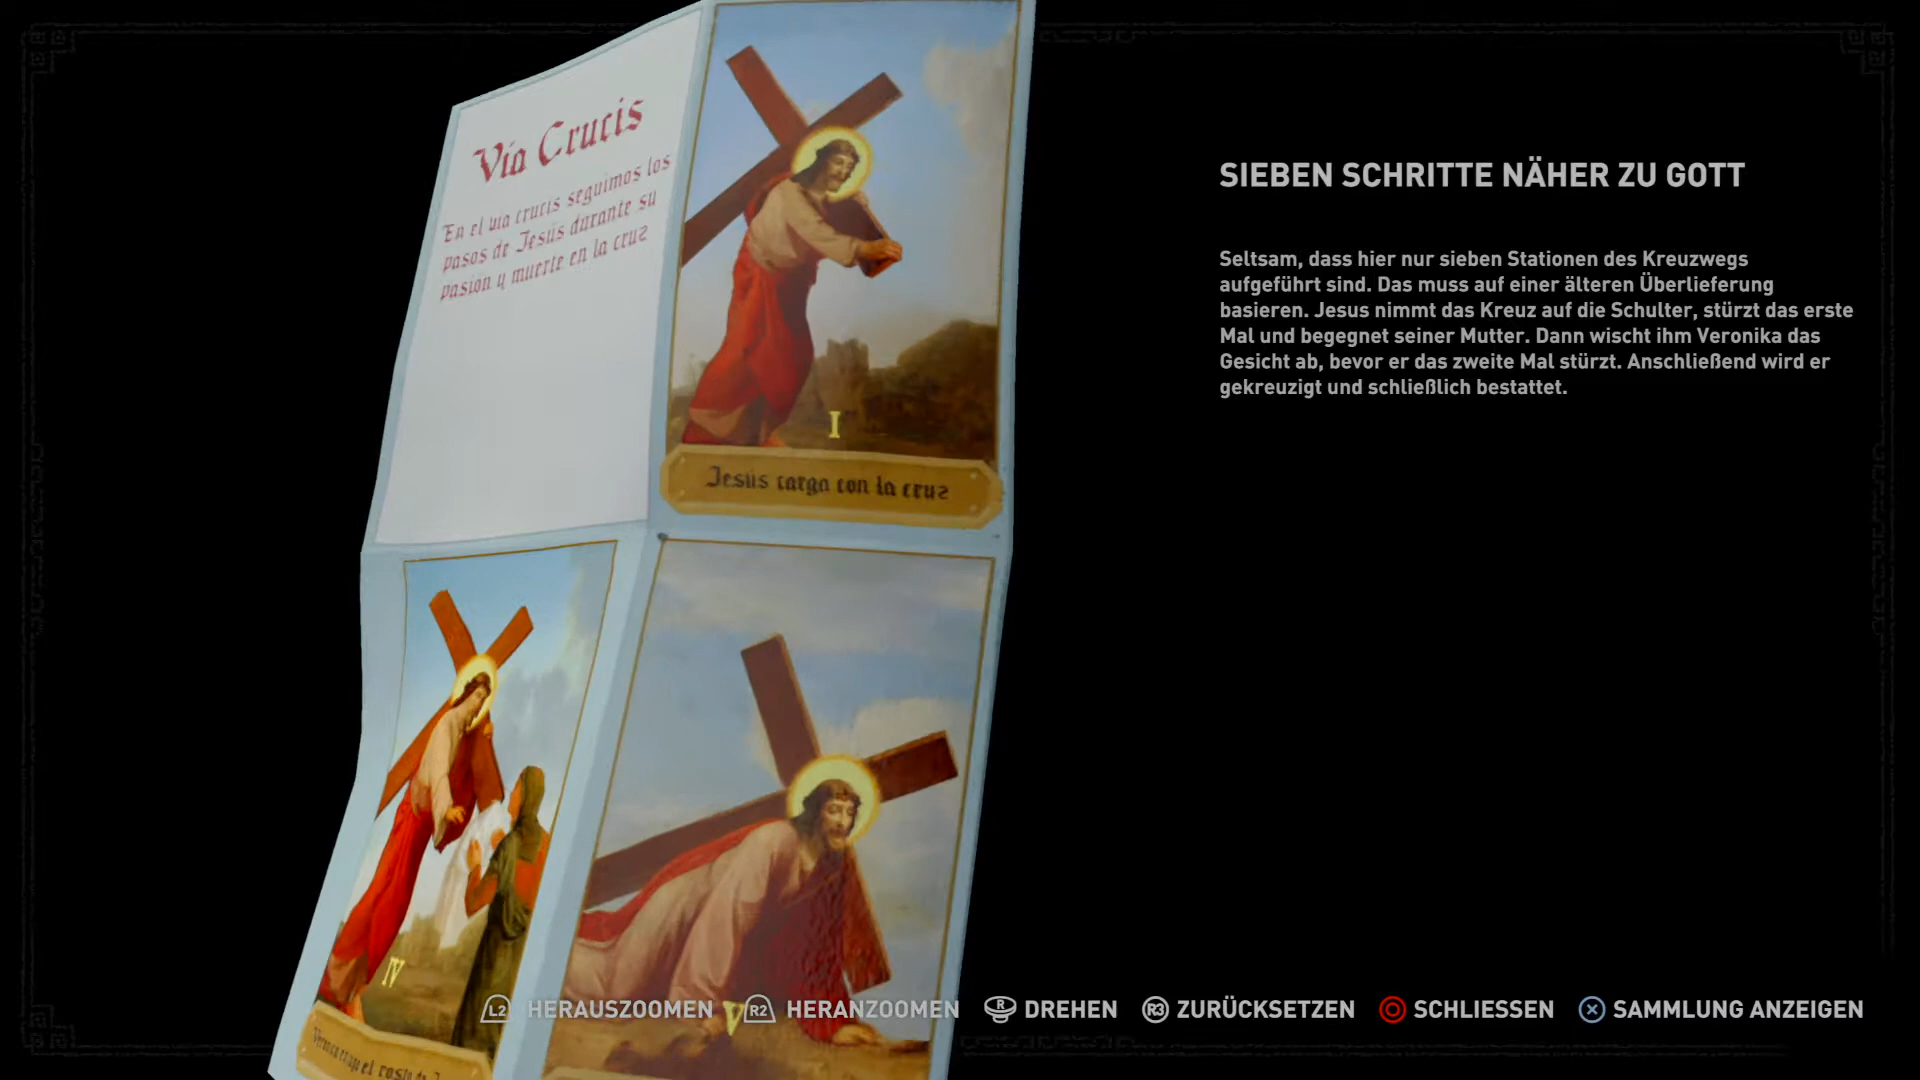 Vía Crucis
En el via crucis seguimos los
pasos de Jesús durante su
pasión y muerte en la cruz
I
Jesús carga con la cruz
IV
el rosto de
V
SIEBEN SCHRITTE NÄHER ZU GOTT
Seltsam, dass hier nur sieben Stationen des Kreuzwegs
aufgeführt sind. Das muss auf einer älteren Überlieferung
basieren. Jesus nimmt das Kreuz auf die Schulter, stürzt das erste
Mal und begegnet seiner Mutter. Dann wischt ihm Veronika das
Gesicht ab, bevor er das zweite Mal stürzt. Anschließend wird er
gekreuzigt und schließlich bestattet.
L2 HERAUSZOOMEN R2 HERANZOOMEN R DREHEN R3 ZURÜCKSETZEN SCHLIESSEN SAMMLUNG ANZEIGEN